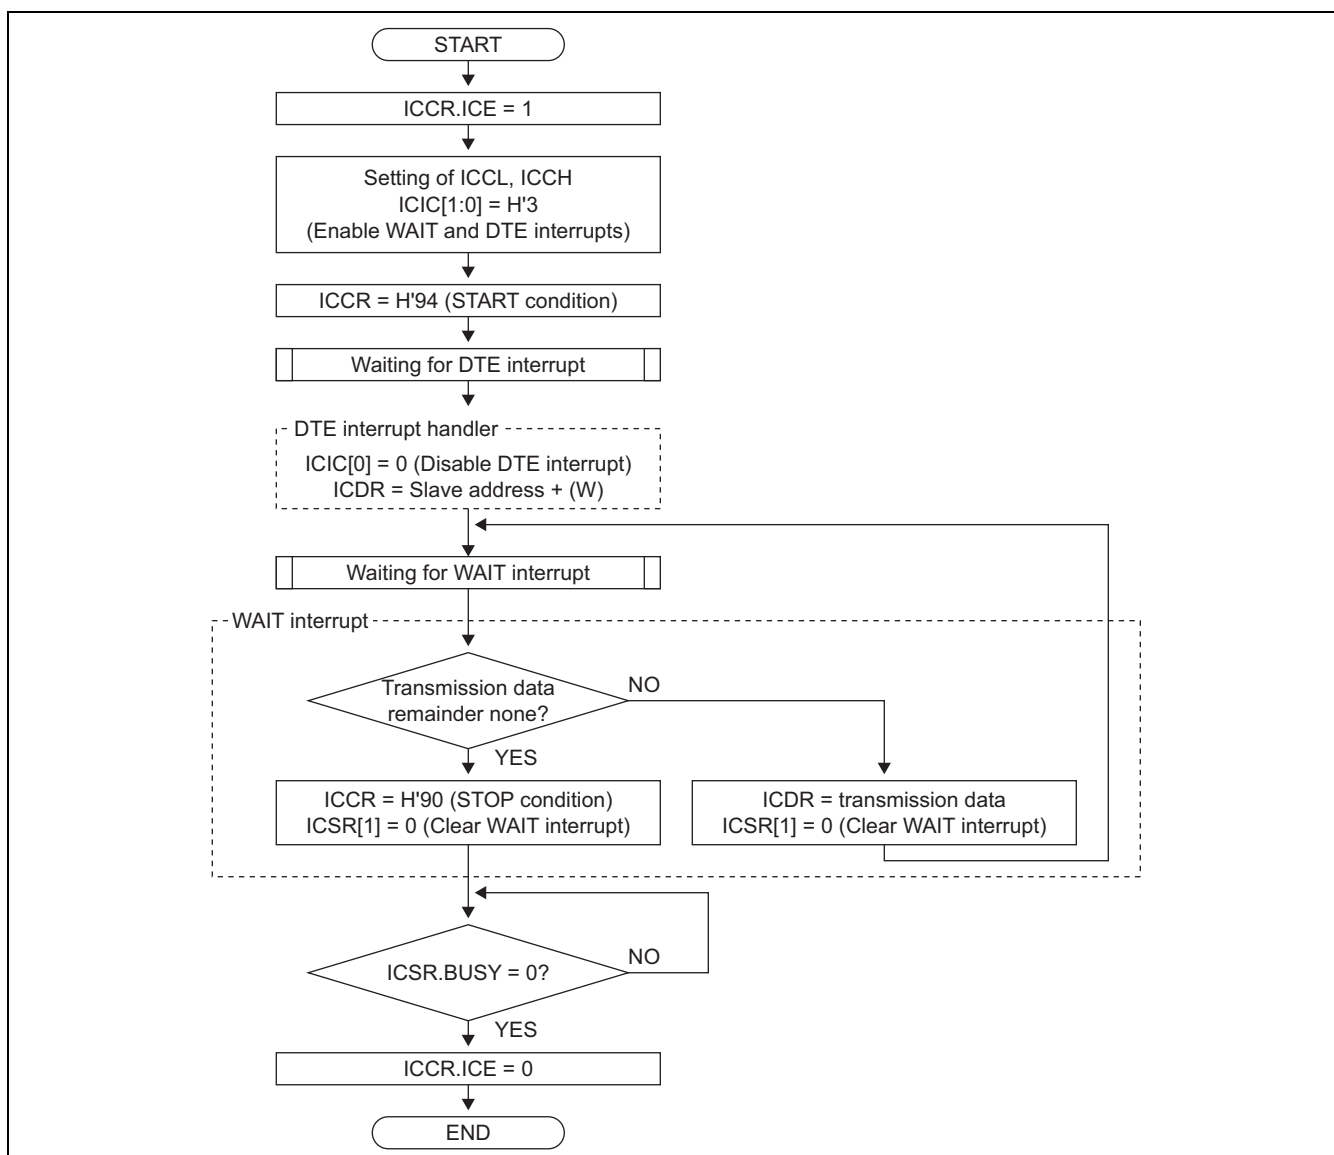 START
ICCR.ICE = 1
Setting of ICCL, ICCH
ICIC[1:0] = H'3
(Enable WAIT and DTE interrupts)
ICCR = H'94 (START condition)
Waiting for DTE interrupt
DTE interrupt handler
ICIC[0] = 0 (Disable DTE interrupt)
ICDR = Slave address + (W)
Waiting for WAIT interrupt
WAIT interrupt
Transmission data
remainder none?
NO
YES
ICCR = H'90 (STOP condition)
ICSR[1] = 0 (Clear WAIT interrupt)
ICDR = transmission data
ICSR[1] = 0 (Clear WAIT interrupt)
ICSR.BUSY = 0?
NO
YES
ICCR.ICE = 0
END